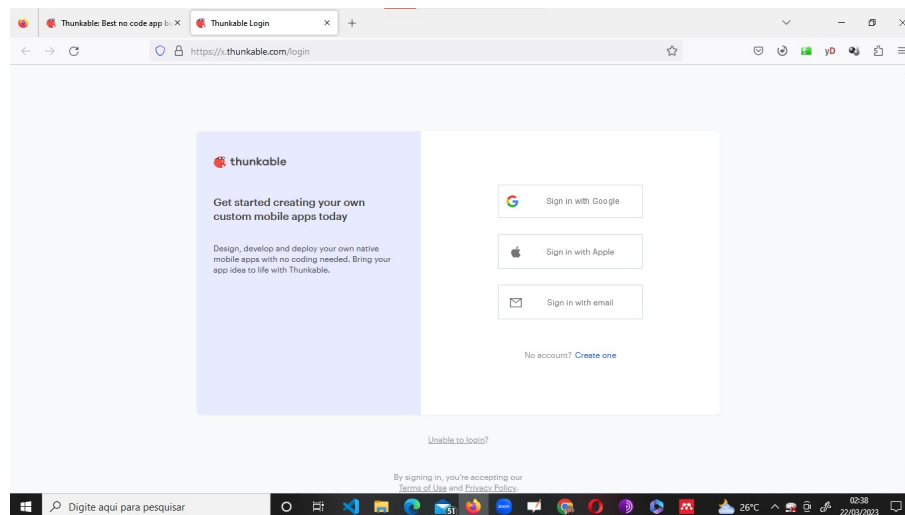 Thunkable: Best no code app bu
Thunkable Login
https://x.thunkable.com/login
yD
thunkable
Get started creating your own
custom mobile apps today
Design, develop and deploy your own native
mobile apps with no coding needed. Bring your
app idea to life with Thunkable.
Sign in with Google
Sign in with Apple
Sign in with email
No account? Create one
Unable to login?
By signing in, you're accepting our
Terms of Use and Privacy Policy.
Digite aqui para pesquisar
51
zoom
26°C
02:38
22/03/2023